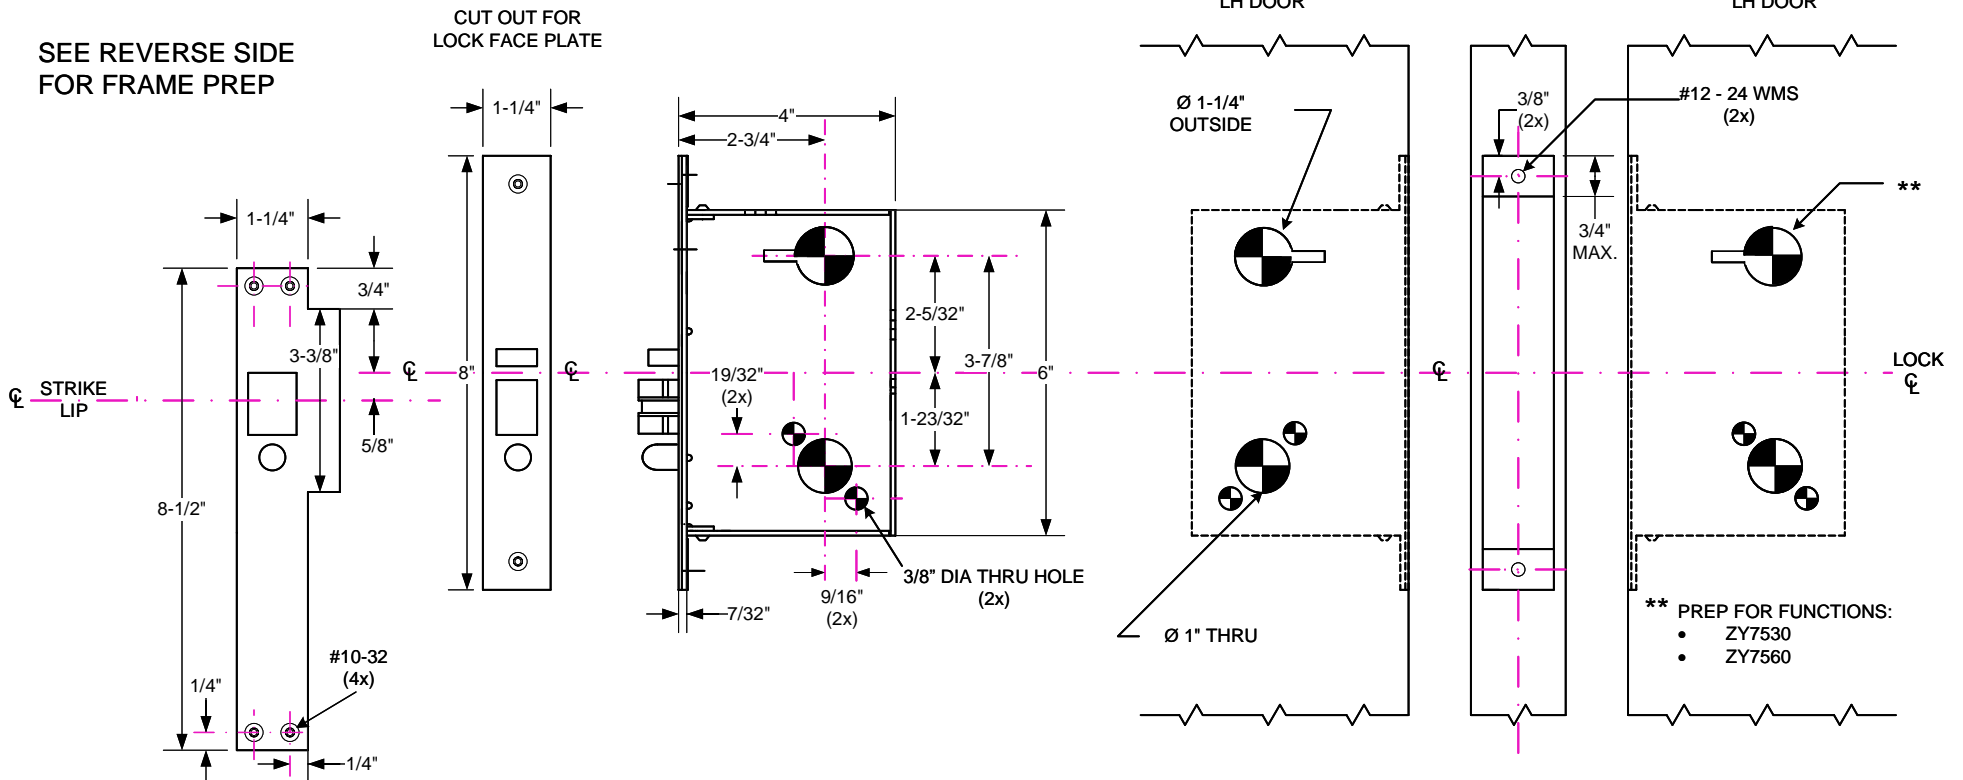 SEE REVERSE SIDE
FOR FRAME PREP
CUT OUT FOR
LOCK FACE PLATE
LH DOOR
LH DOOR
1-1/4"
1-1/4"
8"
3/4"
3-3/8"
5/8"
8-1/2"
℄ STRIKE
LIP
℄
℄
#10-32
(4x)
1/4"
1/4"
4"
2-3/4"
2-5/32"
3-7/8"
6"
19/32"
(2x)
1-23/32"
3/8" DIA THRU HOLE
(2x)
9/16"
(2x)
7/32"
Ø 1-1/4"
OUTSIDE
Ø 1" THRU
3/8"
(2x)
#12 - 24 WMS
(2x)
3/4"
MAX.
**
℄
LOCK
℄
** PREP FOR FUNCTIONS:
• ZY7530
• ZY7560